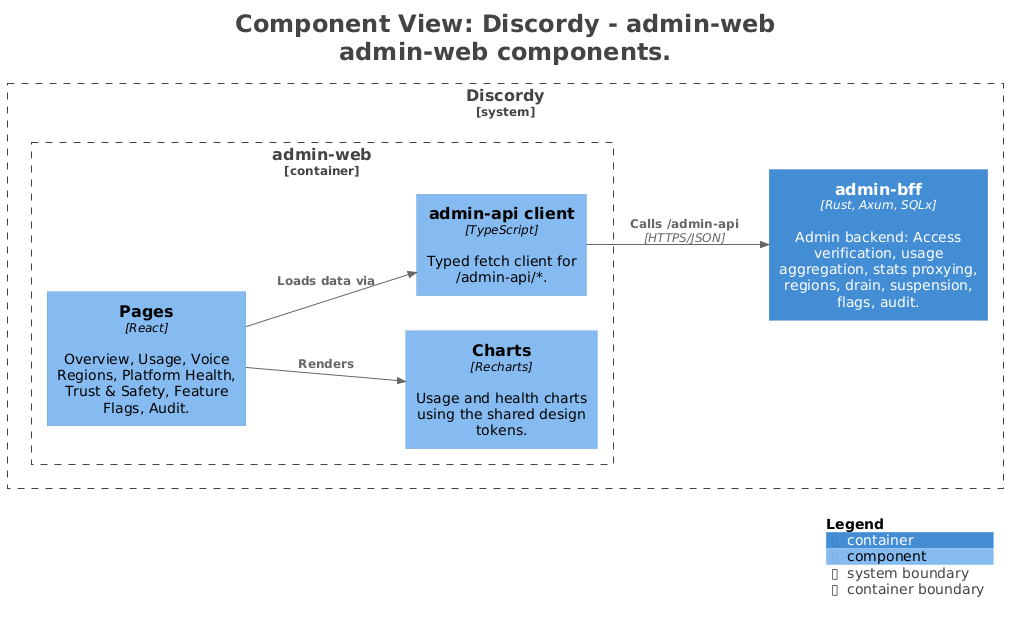 Component View: Discordy - admin-web
admin-web components.
Discordy
[system]
admin-web
[container]
admin-api client
[TypeScript]
Typed fetch client for
/admin-api/*.
admin-bff
[Rust, Axum, SQLx]
Admin backend: Access
verification, usage
aggregation, stats proxying,
regions, drain, suspension,
flags, audit.
Calls /admin-api
[HTTPS/JSON]
Loads data via
Pages
[React]
Overview, Usage, Voice
Regions, Platform Health,
Trust & Safety, Feature
Flags, Audit.
Renders
Charts
[Recharts]
Usage and health charts
using the shared design
tokens.
Legend
container
component
system boundary
container boundary